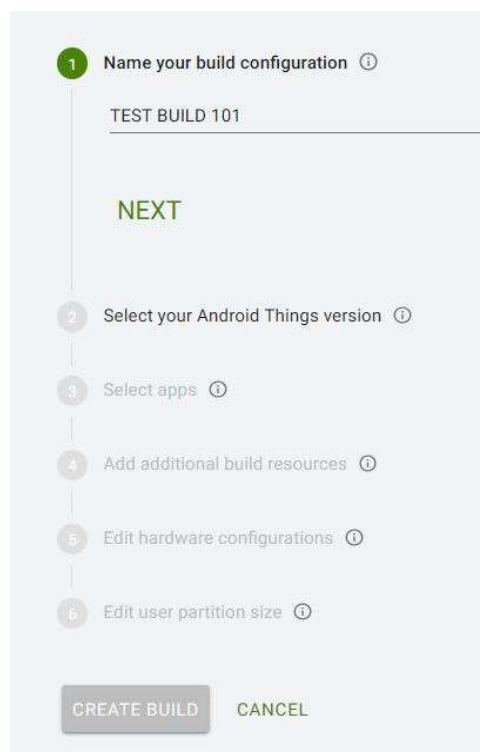 1 Name your build configuration
TEST BUILD 101
NEXT
2 Select your Android Things version
3 Select apps
4 Add additional build resources
5 Edit hardware configurations
6 Edit user partition size
CREATE BUILD CANCEL